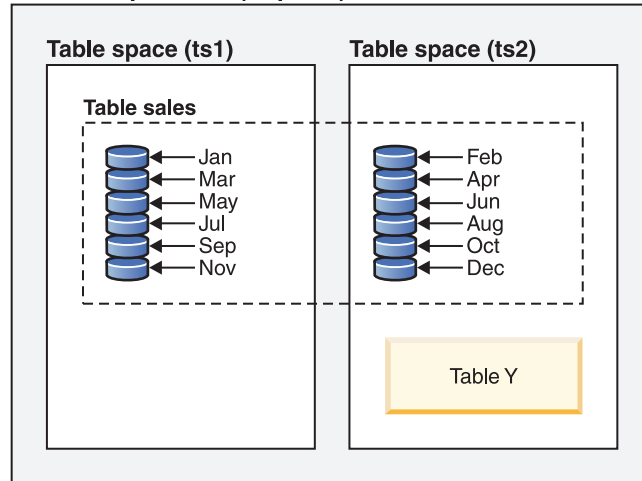 Table space (ts1)
Table sales
Jan
Mar
May
Jul
Sep
Nov
Table space (ts2)
Feb
Apr
Jun
Aug
Oct
Dec
Table Y